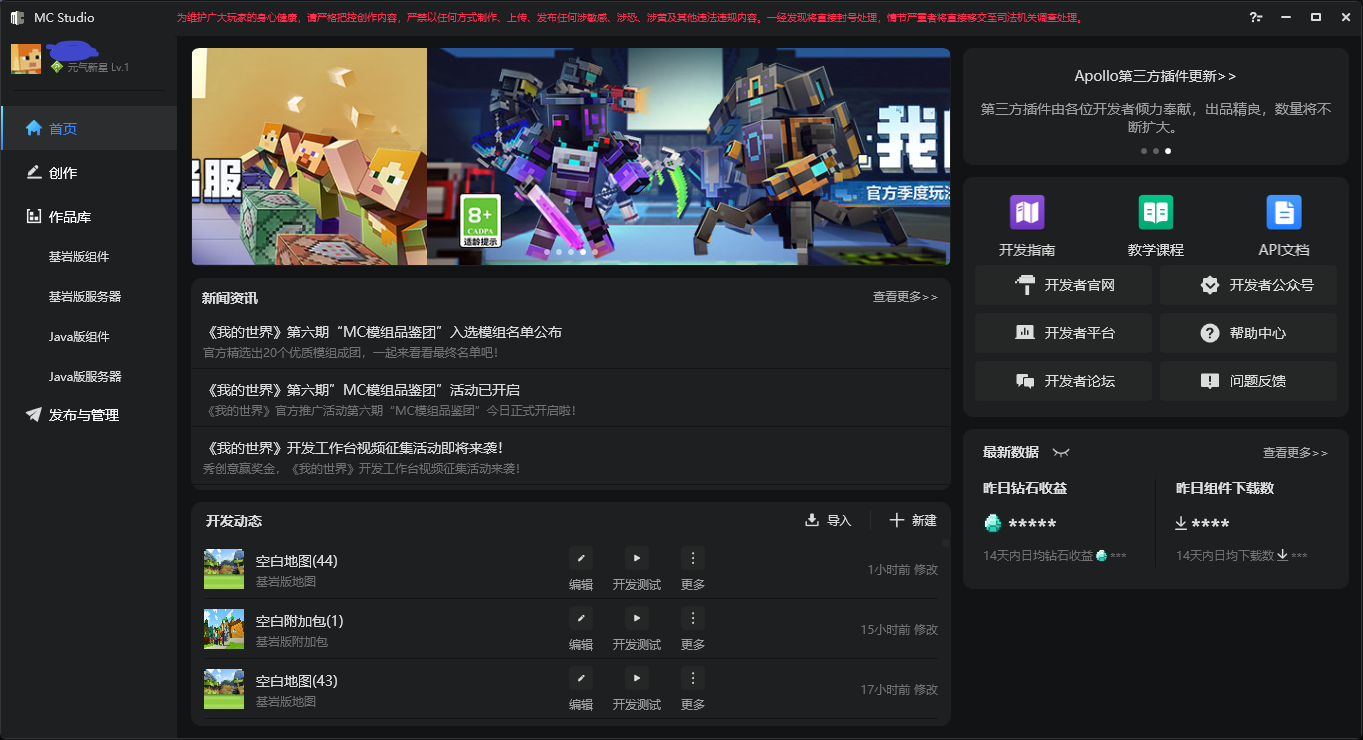 MC Studio
为维护广大玩家的身心健康，请严格把控创作内容，严禁以任何方式制作、上传、发布任何涉敏感、涉恐、涉黄及其他违法违规内容。一经发现将直接封号处理，情节严重者将直接移交至司法机关调查处理。
元气新星 Lv.1
首页
创作
作品库
基岩版组件
基岩版服务器
Java版组件
Java版服务器
发布与管理
服
8+
CADPA
适龄提示
我
官方季度玩法
新闻资讯
查看更多>>
《我的世界》第六期“MC模组品鉴团”入选模组名单公布
官方精选出20个优质模组成团，一起来看看最终名单吧！
《我的世界》第六期”MC模组品鉴团”活动已开启
《我的世界》官方推广活动第六期“MC模组品鉴团”今日正式开启啦！
《我的世界》开发工作台视频征集活动即将来袭！
秀创意赢奖金，《我的世界》开发工作台视频征集活动来袭！
开发动态
导入
新建
空白地图(44)
基岩版地图
编辑
开发测试
更多
1小时前 修改
空白附加包(1)
基岩版附加包
编辑
开发测试
更多
15小时前 修改
空白地图(43)
基岩版地图
编辑
开发测试
更多
17小时前 修改
Apollo第三方插件更新>>
第三方插件由各位开发者倾力奉献，出品精良，数量将不
断扩大。
开发指南
教学课程
API文档
开发者官网
开发者公众号
开发者平台
帮助中心
开发者论坛
问题反馈
最新数据
查看更多>>
昨日钻石收益
*****
14天内日均钻石收益 ***
昨日组件下载数
****
14天内日均下载数 ***